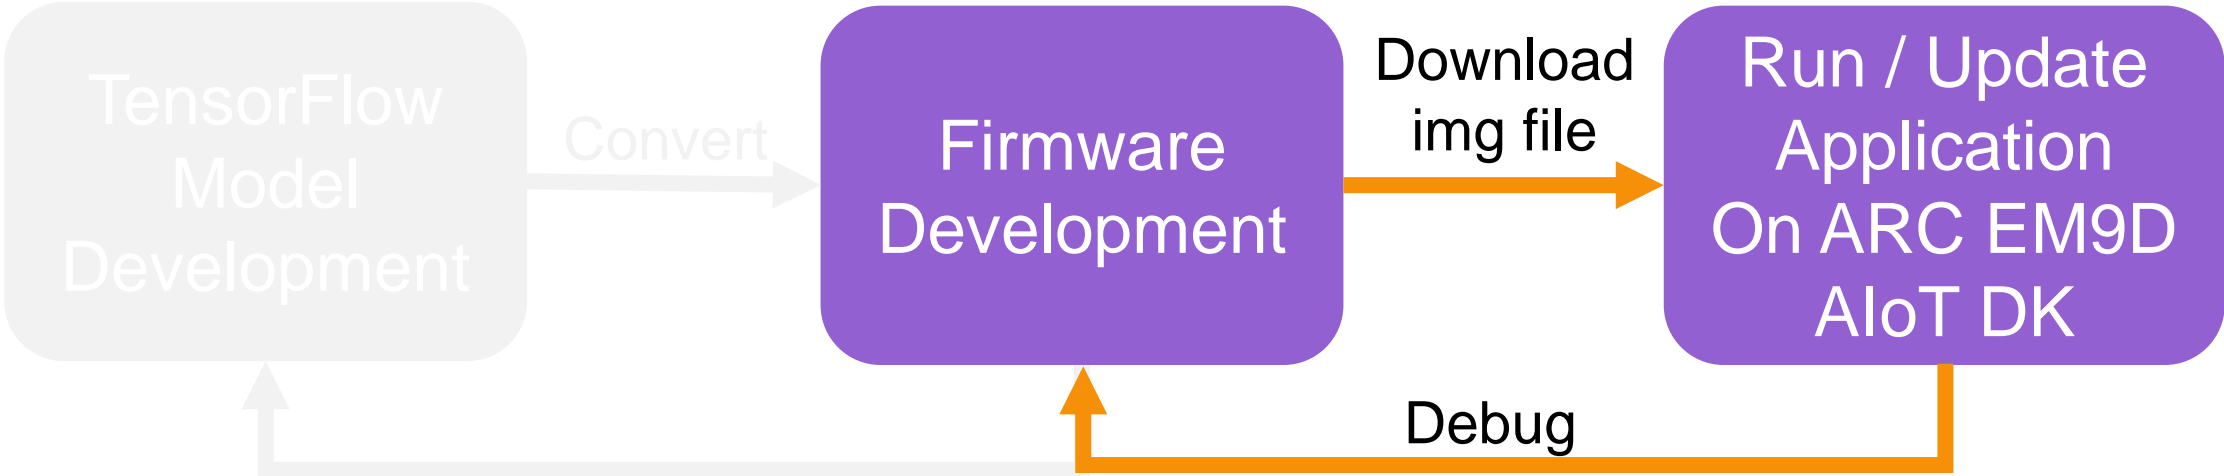 TensorFlow
Model
Development
Convert
Firmware
Development
Download
img file
Run / Update
Application
On ARC EM9D
AIoT DK
Debug